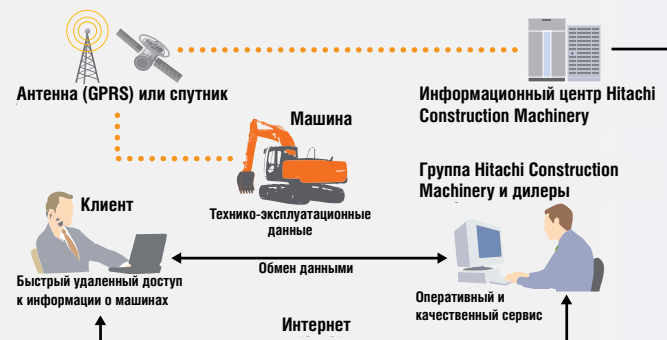 Антенна (GPRS) или спутник
Информационный центр Hitachi
Construction Machinery
Машина
Группа Hitachi Construction
Machinery и дилеры
Клиент
Технико-эксплуатационные
данные
Обмен данными
Быстрый удаленный доступ
к информации о машинах
Оперативный и
качественный сервис
Интернет